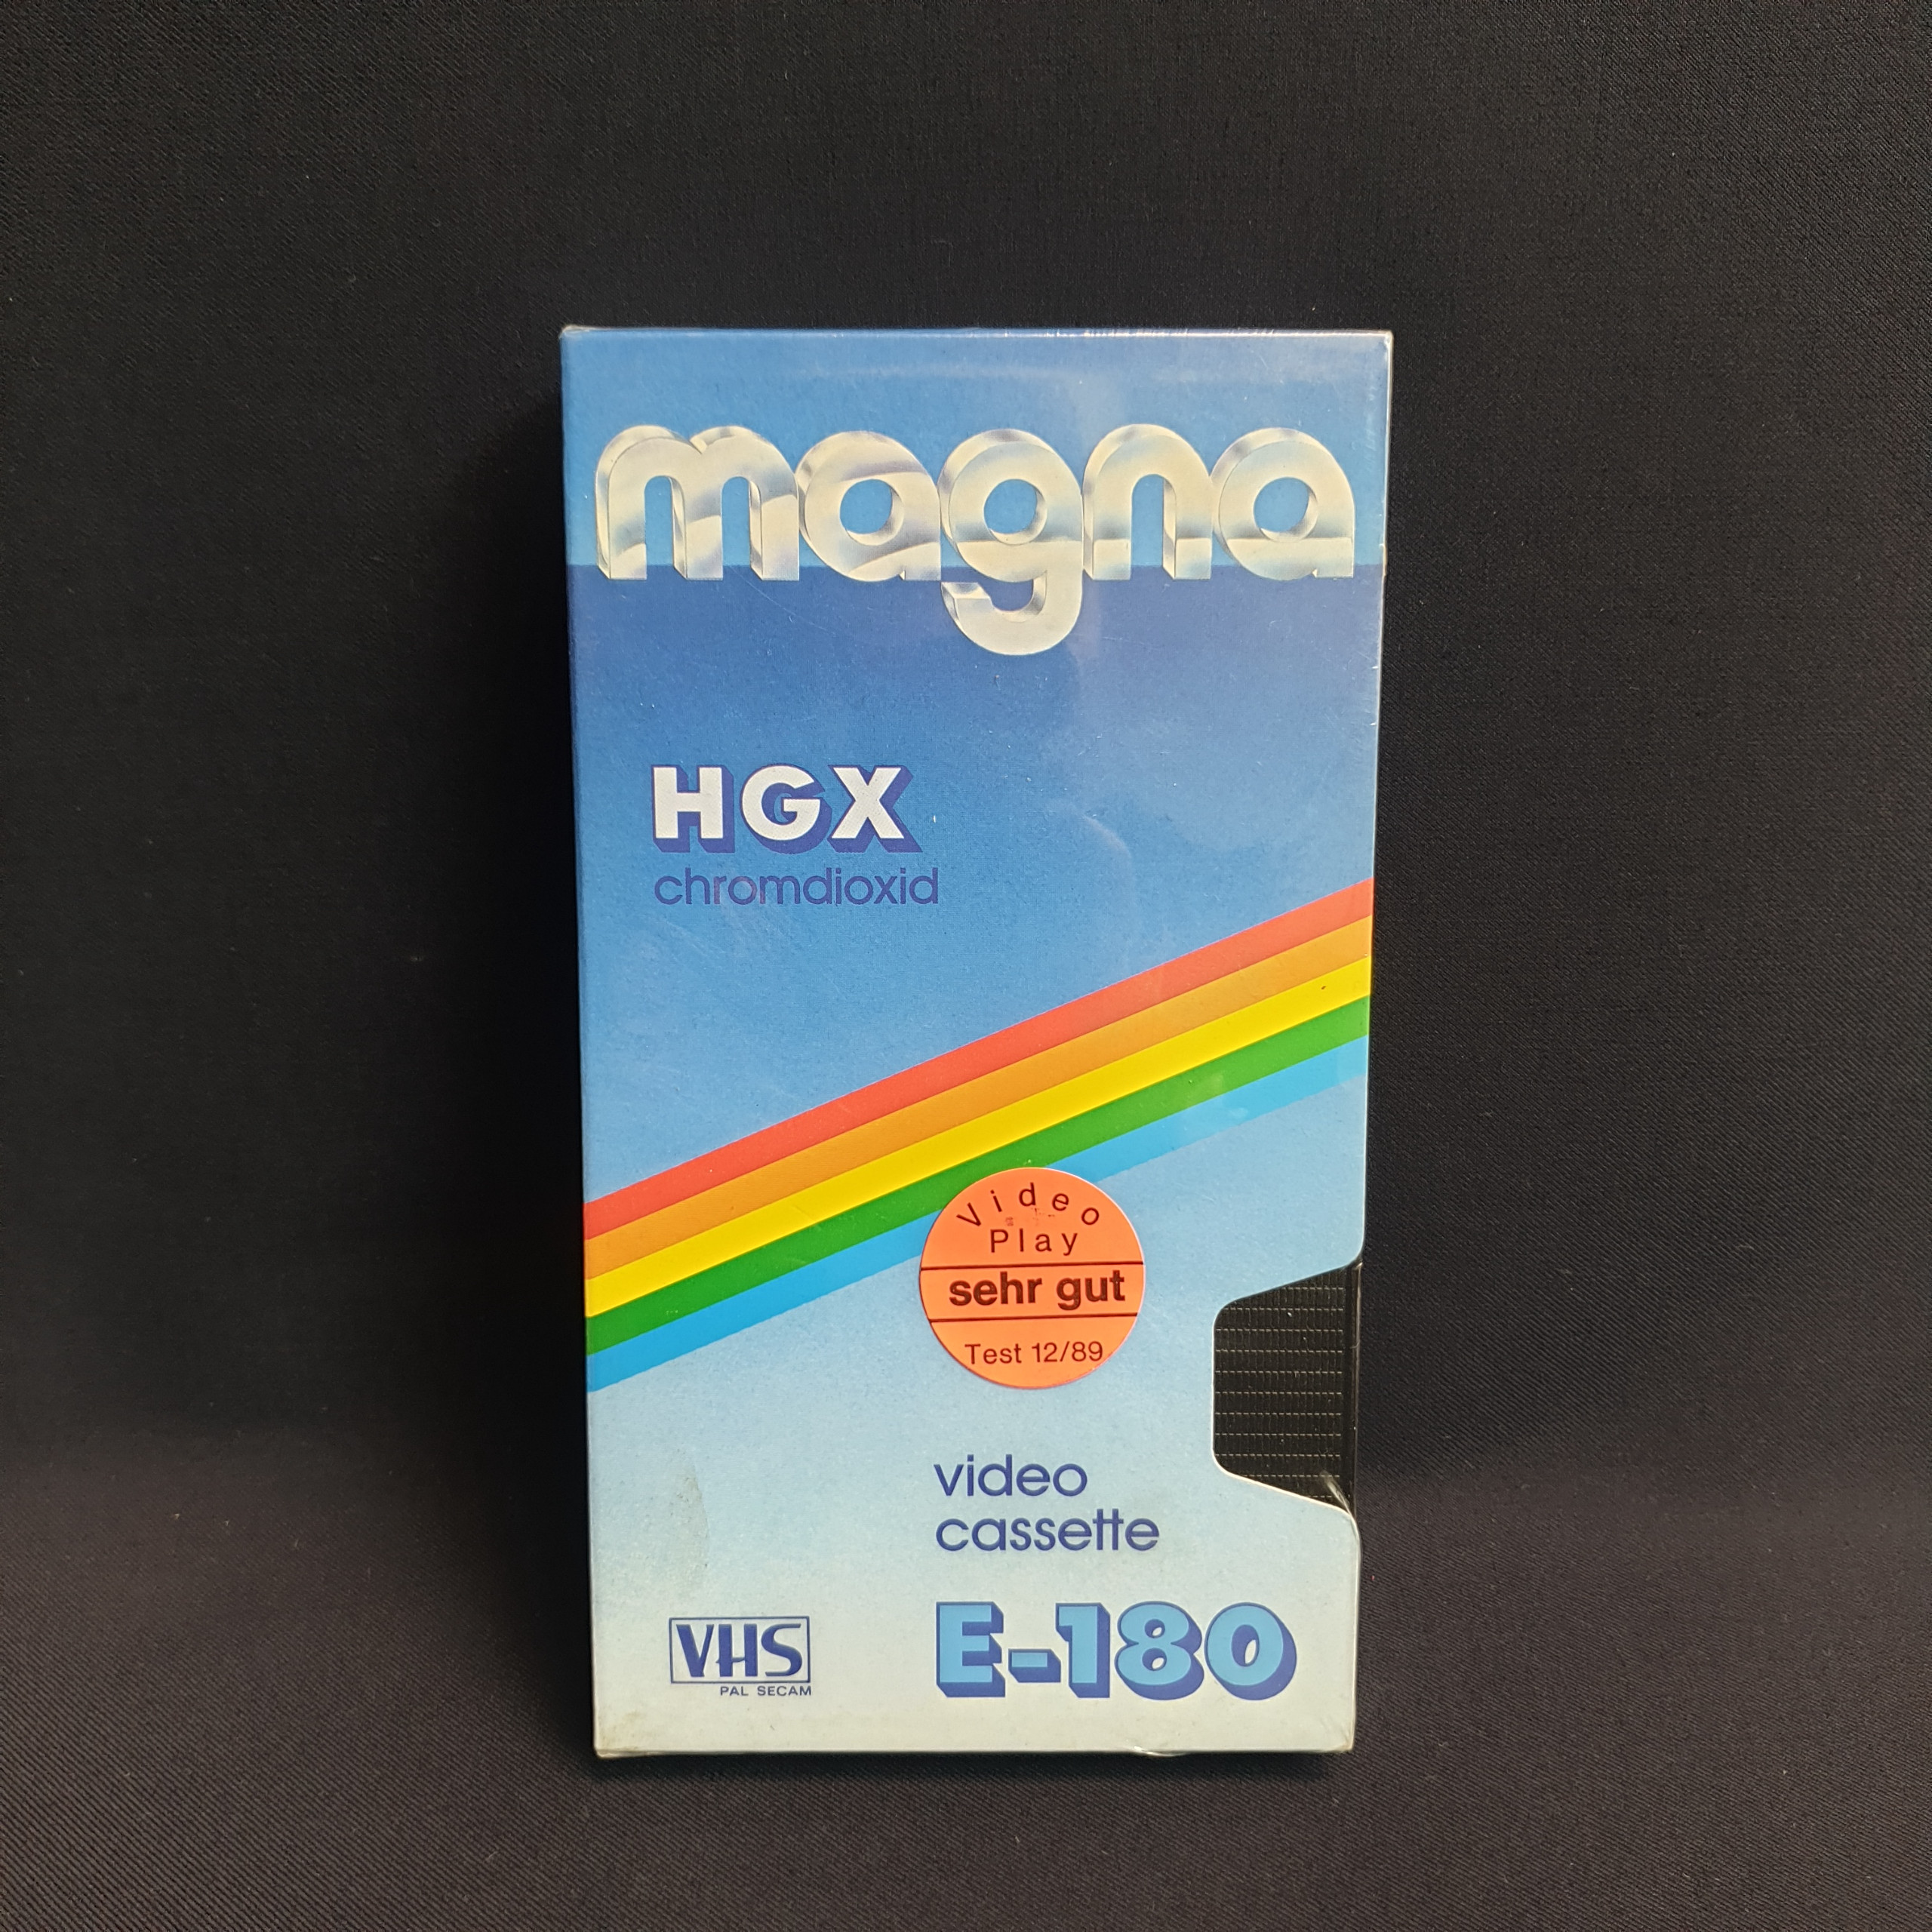 magna
HGX
chromdioxid
Video
Play
sehr gut
Test 12/89
video
cassette
VHS
PAL SECAM
E-180